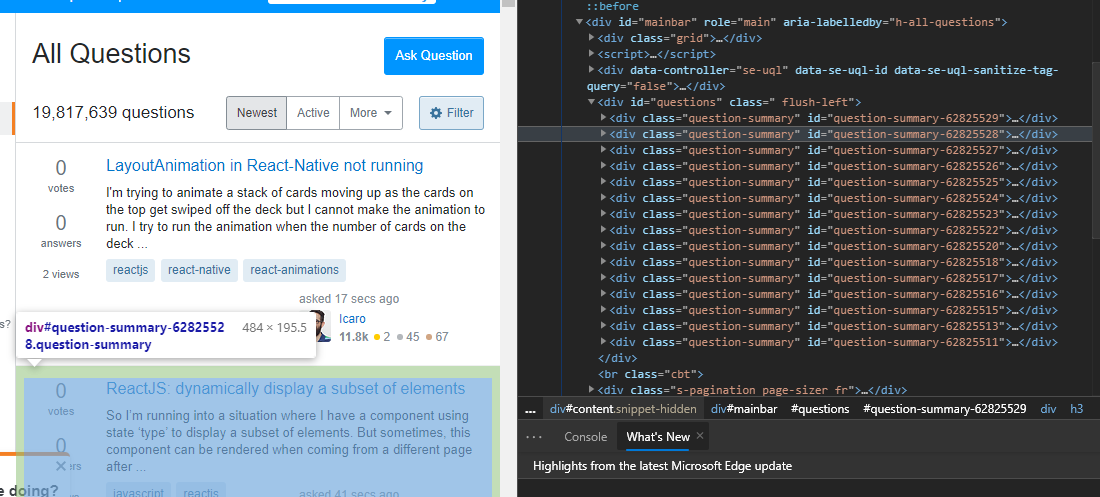 All Questions
Ask Question
19,817,639 questions
Newest
Active
More
Filter
0
votes
0
answers
2 views
LayoutAnimation in React-Native not running
I'm trying to animate a stack of cards moving up as the cards on
the top get swiped off the deck but I cannot make the animation to
run. I try to run the animation when the number of cards on the
deck ...
reactjs
react-native
react-animations
asked 17 secs ago
Icaro
11.8k 2 45 67
s?
div#question-summary-6282552
8.question-summary
484 × 195.5
0
votes
0
ers
ReactJS: dynamically display a subset of elements
So I'm running into a situation where I have a component using
state 'type' to display a subset of elements. But sometimes, this
component can be rendered when coming from a different page
after ...
javascript
reactjs
asked 41 secs ago
e doing?
::before
<div id="mainbar" role="main" aria-labelledby="h-all-questions">
<div class="grid">…</div>
<script>…</script>
<div data-controller="se-uql" data-se-uql-id data-se-uql-sanitize-tag-
query="false">…</div>
<div id="questions" class=" flush-left">
<div class="question-summary" id="question-summary-62825529">…</div>
<div class="question-summary" id="question-summary-62825528">…</div>
<div class="question-summary" id="question-summary-62825527">…</div>
<div class="question-summary" id="question-summary-62825526">…</div>
<div class="question-summary" id="question-summary-62825525">…</div>
<div class="question-summary" id="question-summary-62825524">…</div>
<div class="question-summary" id="question-summary-62825523">…</div>
<div class="question-summary" id="question-summary-62825522">…</div>
<div class="question-summary" id="question-summary-62825520">…</div>
<div class="question-summary" id="question-summary-62825518">…</div>
<div class="question-summary" id="question-summary-62825517">…</div>
<div class="question-summary" id="question-summary-62825516">…</div>
<div class="question-summary" id="question-summary-62825515">…</div>
<div class="question-summary" id="question-summary-62825513">…</div>
<div class="question-summary" id="question-summary-62825511">…</div>
</div>
<br class="cbt">
<div class="s-pagination page-sizer fr">…</div>
... div#content.snippet-hidden div#mainbar #questions #question-summary-62825529 div h3
Console
What's New
Highlights from the latest Microsoft Edge update